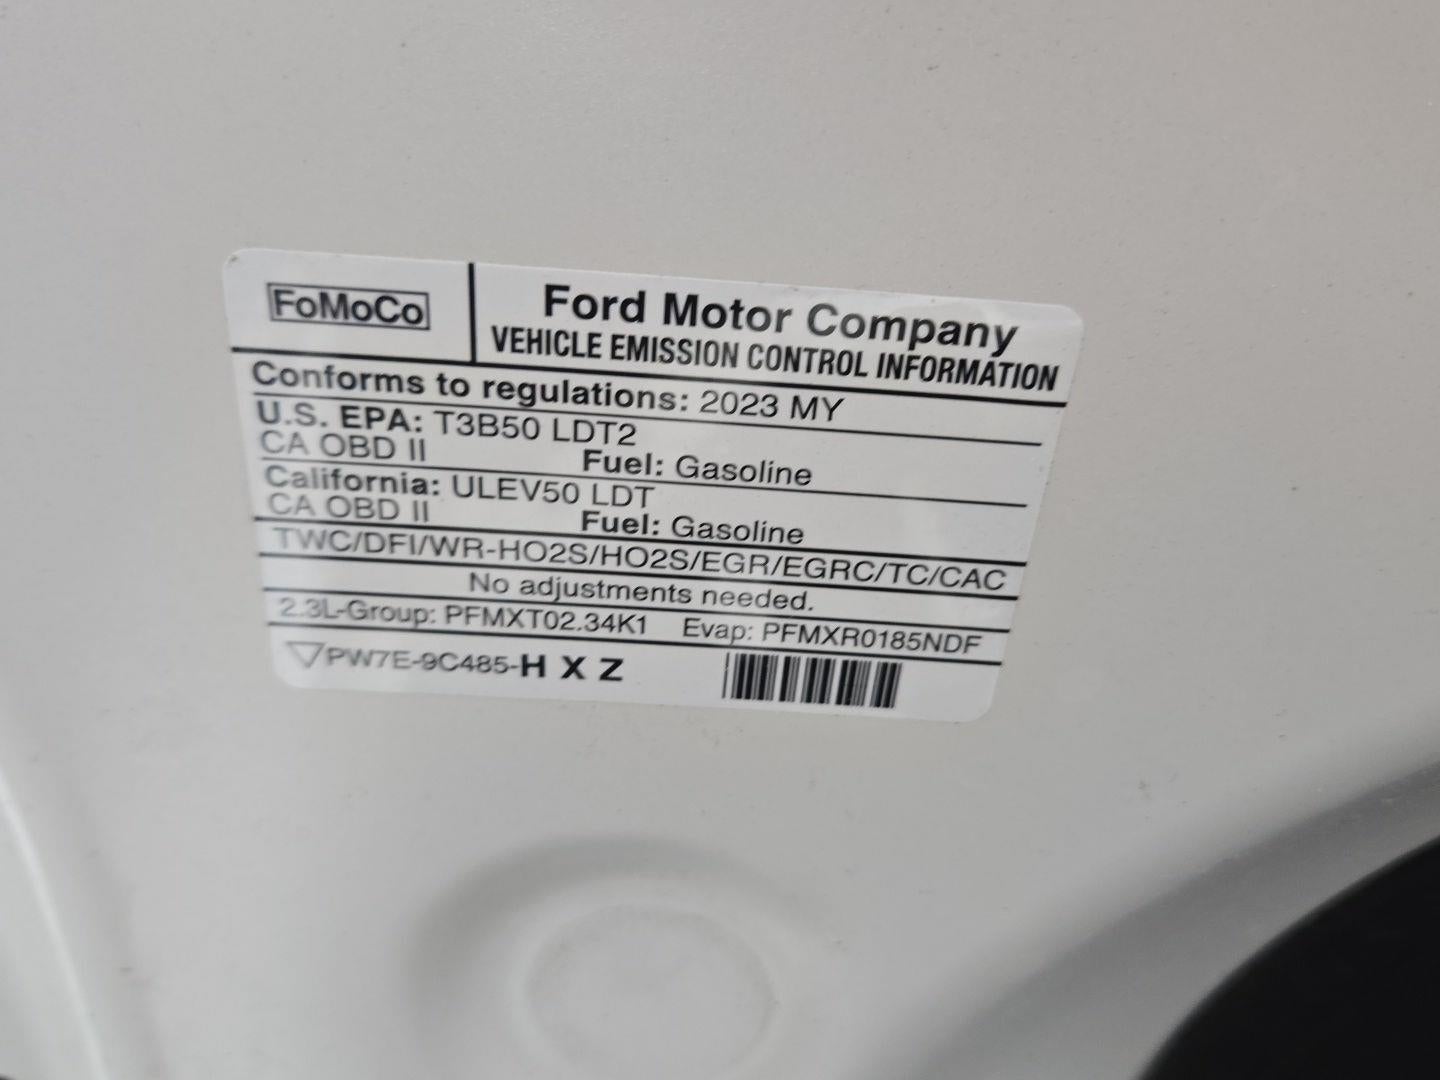 FoMoCo
Ford Motor Company
VEHICLE EMISSION CONTROL INFORMATION
Conforms to regulations: 2023 MY
U.S. EPA: T3B50 LDT2
CA OBD II Fuel: Gasoline
California: ULEV50 LDT
CA OBD II Fuel: Gasoline
TWC/DFI/WR-HO2S/HO2S/EGR/EGRC/TC/CAC
No adjustments needed.
2.3L-Group: PFMXT02.34K1 Evap: PFMXR0185NDF
PW7E-9C485-H X Z